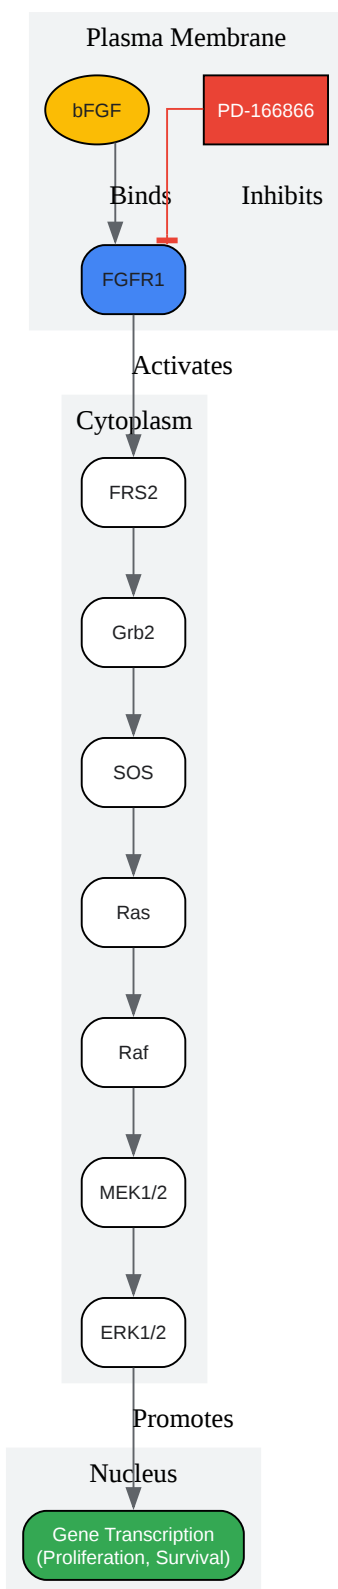 Plasma Membrane
bFGF
PD-166866
Binds
Inhibits
FGFR1
Activates
Cytoplasm
FRS2
Grb2
SOS
Ras
Raf
MEK1/2
ERK1/2
Promotes
Nucleus
Gene Transcription
(Proliferation, Survival)